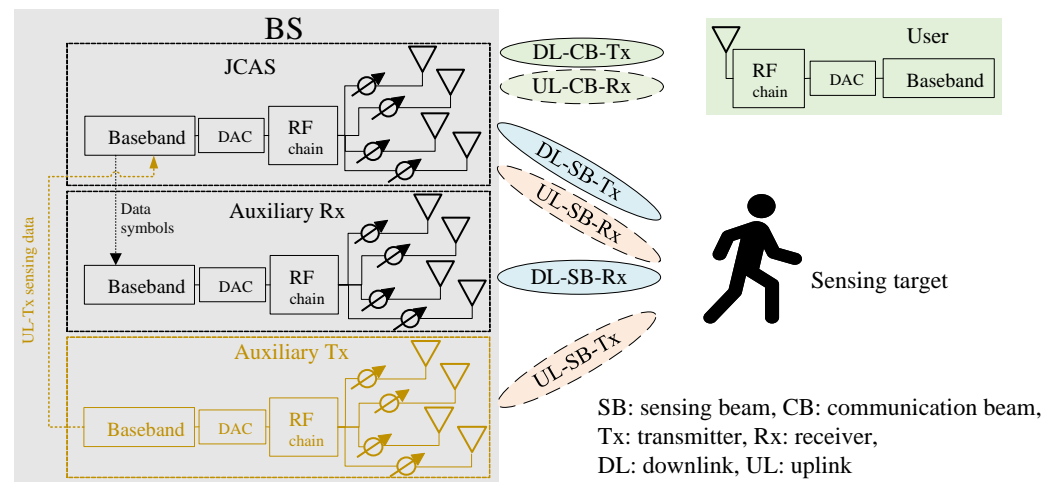 BS
JCAS
Baseband
DAC
RF
chain
Data
symbols
Auxiliary Rx
Baseband
DAC
RF
chain
UL-Tx sensing data
Auxiliary Tx
Baseband
DAC
RF
chain
DL-CB-Tx
UL-CB-Rx
DL-SB-Tx
UL-SB-Rx
DL-SB-Rx
UL-SB-Tx
User
RF
chain
DAC
Baseband
Sensing target
SB: sensing beam, CB: communication beam,
Tx: transmitter, Rx: receiver,
DL: downlink, UL: uplink